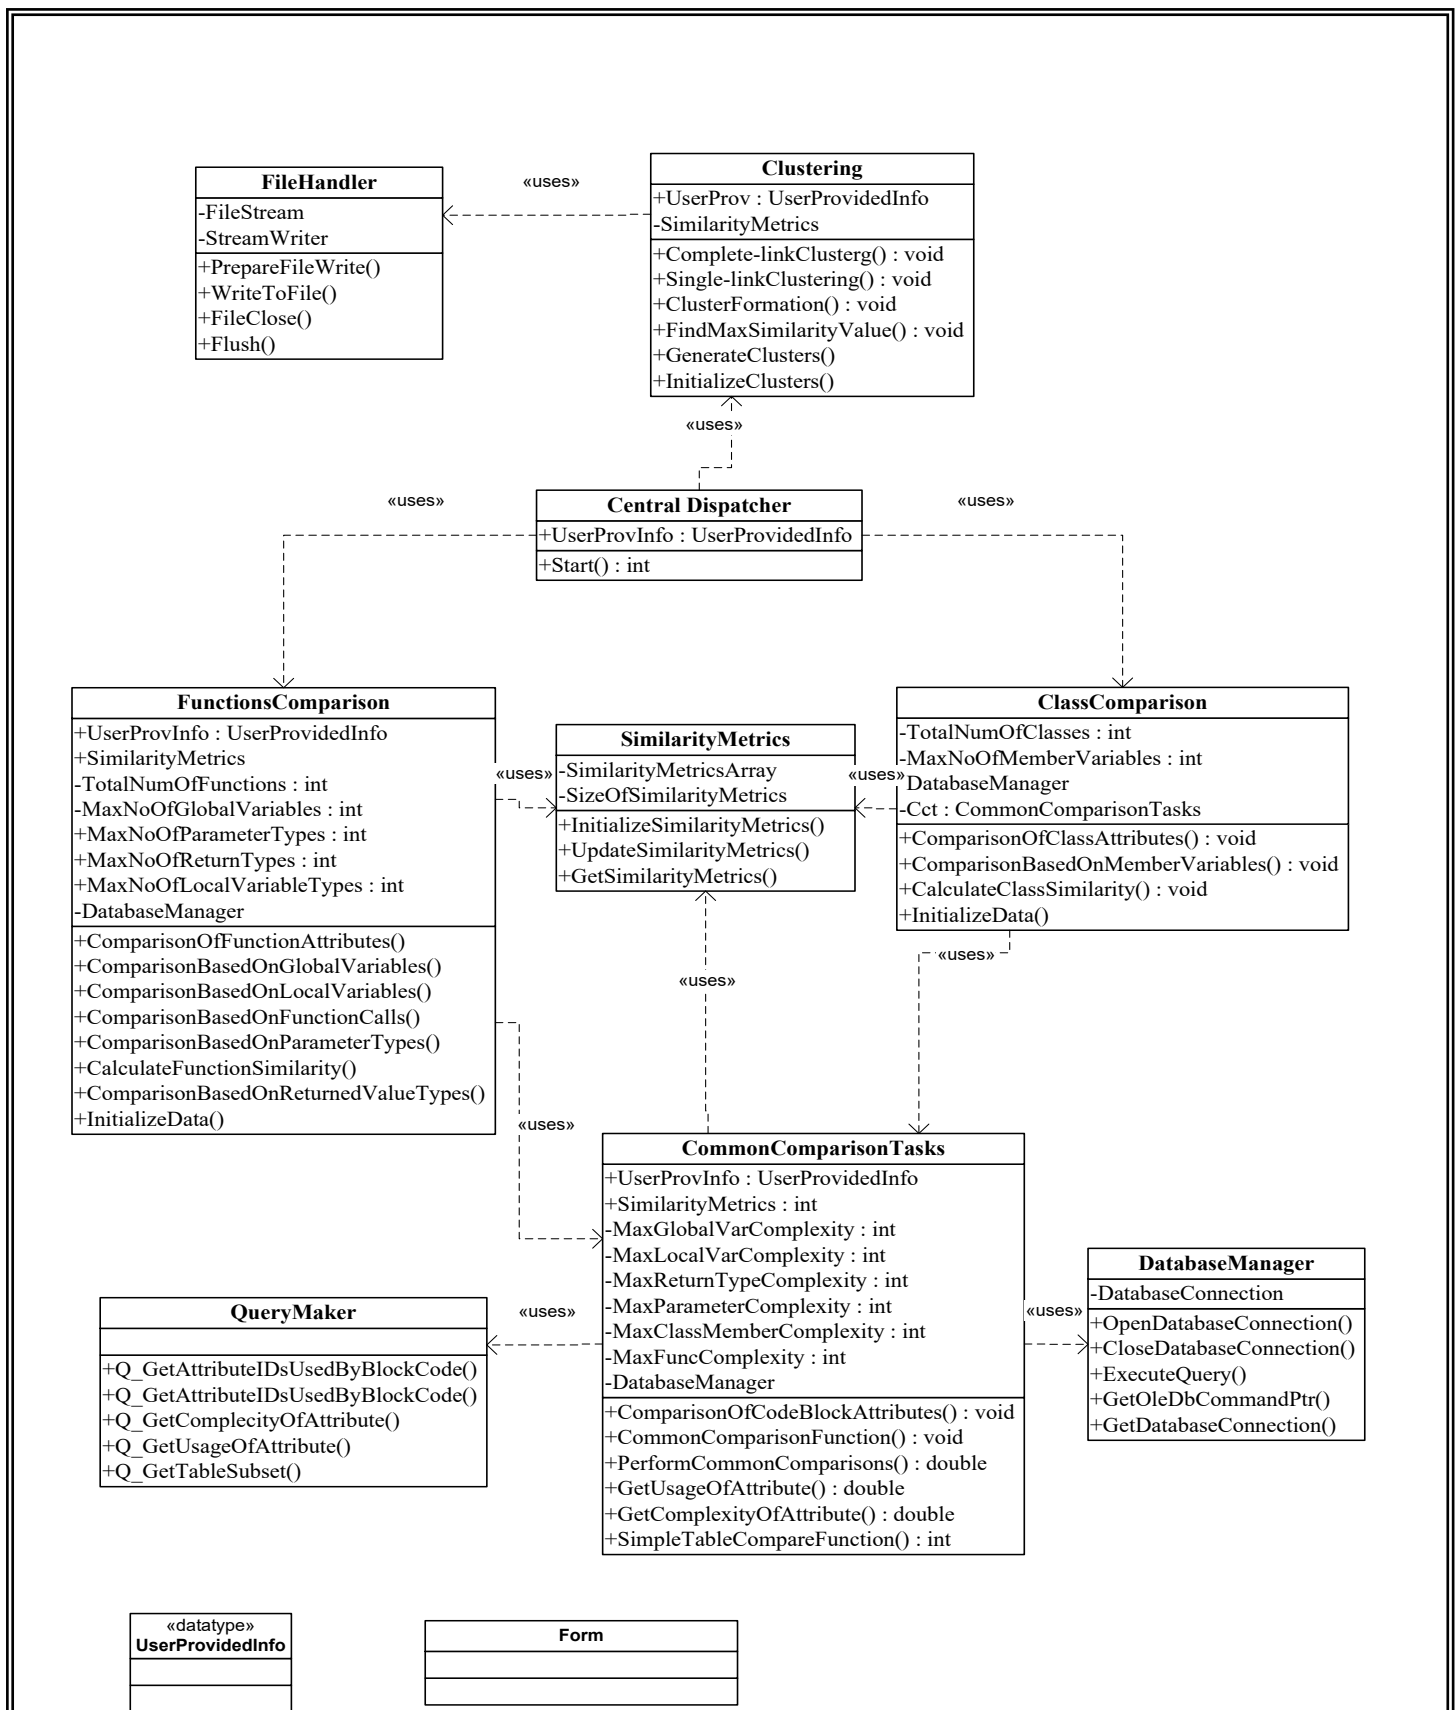 FileHandler
-FileStream
-StreamWriter
+PrepareFileWrite()
+WriteToFile()
+FileClose()
+Flush()
«uses»
Clustering
+UserProv : UserProvidedInfo
-SimilarityMetrics
+Complete-linkClusterg() : void
+Single-linkClustering() : void
+ClusterFormation() : void
+FindMaxSimilarityValue() : void
+GenerateClusters()
+InitializeClusters()
«uses»
«uses»
Central Dispatcher
+UserProvInfo : UserProvidedInfo
+Start() : int
«uses»
FunctionsComparison
+UserProvInfo : UserProvidedInfo
+SimilarityMetrics
-TotalNumOfFunctions : int
-MaxNoOfGlobalVariables : int
+MaxNoOfParameterTypes : int
+MaxNoOfReturnTypes : int
+MaxNoOfLocalVariableTypes : int
-DatabaseManager
+ComparisonOfFunctionAttributes()
+ComparisonBasedOnGlobalVariables()
+ComparisonBasedOnLocalVariables()
+ComparisonBasedOnFunctionCalls()
+ComparisonBasedOnParameterTypes()
+CalculateFunctionSimilarity()
+ComparisonBasedOnReturnedValueTypes()
+InitializeData()
«uses»
SimilarityMetrics
-SimilarityMetricsArray
-SizeOfSimilarityMetrics
+InitializeSimilarityMetrics()
+UpdateSimilarityMetrics()
+GetSimilarityMetrics()
«uses»
ClassComparison
-TotalNumOfClasses : int
-MaxNoOfMemberVariables : int
-DatabaseManager
-Cct : CommonComparisonTasks
+ComparisonOfClassAttributes() : void
+ComparisonBasedOnMemberVariables() : void
+CalculateClassSimilarity() : void
+InitializeData()
«uses»
«uses»
«uses»
CommonComparisonTasks
+UserProvInfo : UserProvidedInfo
+SimilarityMetrics : int
-MaxGlobalVarComplexity : int
-MaxLocalVarComplexity : int
-MaxReturnTypeComplexity : int
-MaxParameterComplexity : int
-MaxClassMemberComplexity : int
-MaxFuncComplexity : int
-DatabaseManager
+ComparisonOfCodeBlockAttributes() : void
+CommonComparisonFunction() : void
+PerformCommonComparisons() : double
+GetUsageOfAttribute() : double
+GetComplexityOfAttribute() : double
+SimpleTableCompareFunction() : int
«uses»
DatabaseManager
-DatabaseConnection
+OpenDatabaseConnection()
+CloseDatabaseConnection()
+ExecuteQuery()
+GetOleDbCommandPtr()
+GetDatabaseConnection()
«uses»
QueryMaker
+Q_GetAttributeIDsUsedByBlockCode()
+Q_GetAttributeIDsUsedByBlockCode()
+Q_GetComplecityOfAttribute()
+Q_GetUsageOfAttribute()
+Q_GetTableSubset()
«datatype»
UserProvidedInfo
Form